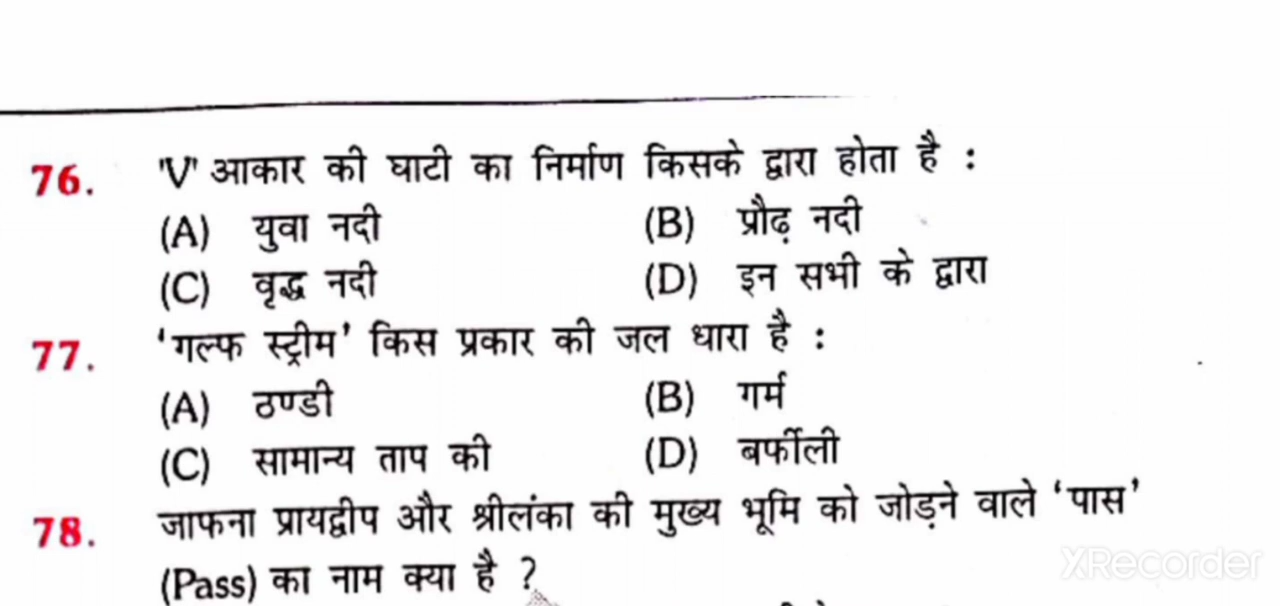 76. 'V' आकार की घाटी का निर्माण किसके द्वारा होता है :
(A) युवा नदी (B) प्रौढ़ नदी
(C) वृद्ध नदी (D) इन सभी के द्वारा
77. 'गल्फ स्ट्रीम' किस प्रकार की जल धारा है :
(A) ठण्डी (B) गर्म
(C) सामान्य ताप की (D) बर्फीली
78. जाफना प्रायद्वीप और श्रीलंका की मुख्य भूमि को जोड़ने वाले 'पास'
(Pass) का नाम क्या है ?
XRecorder